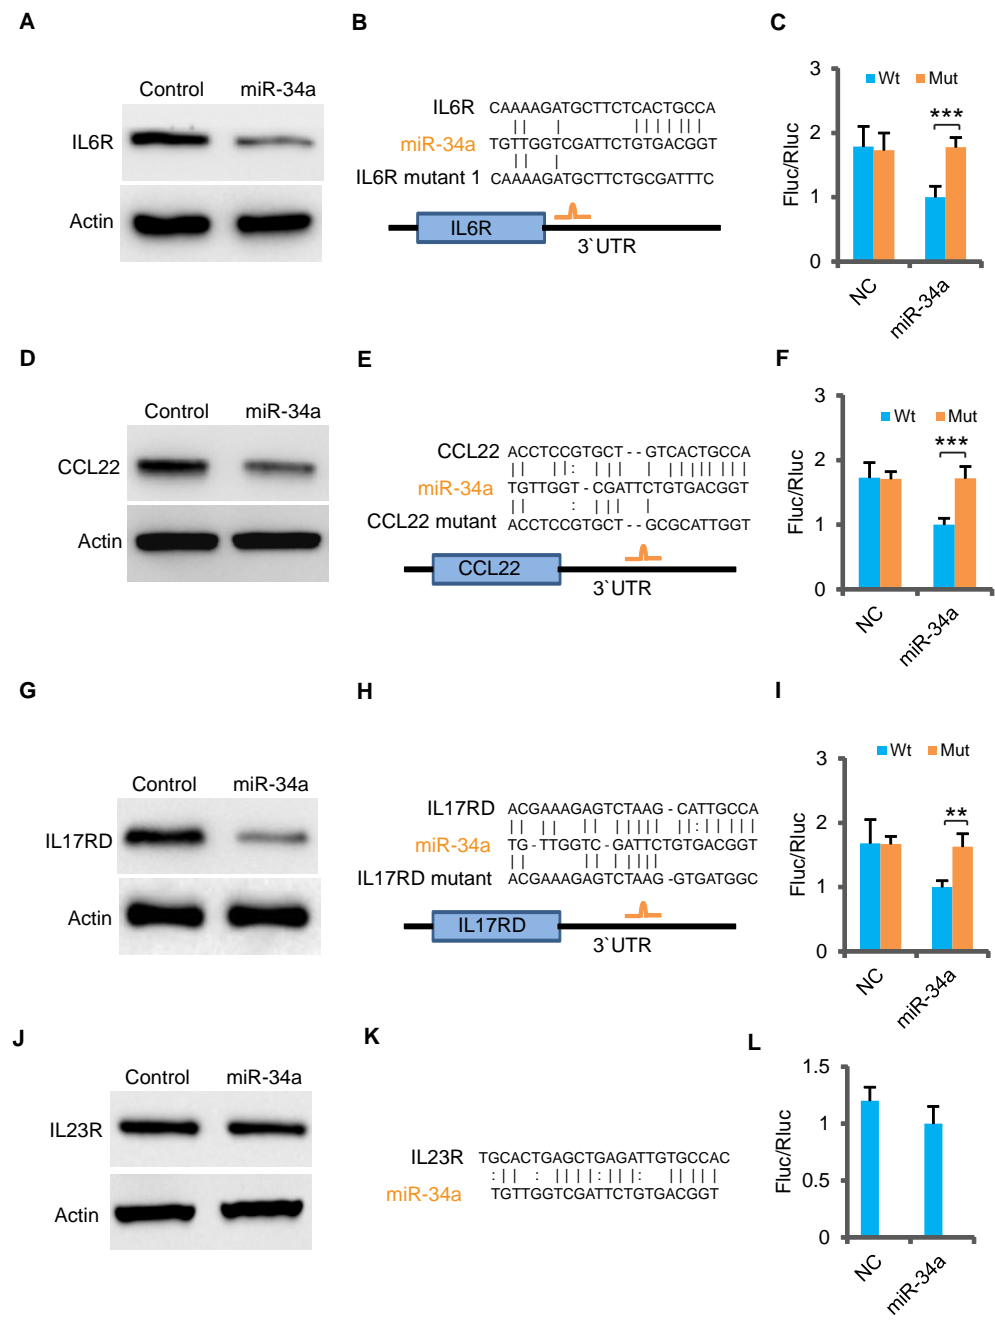 A
Control miR-34a
IL6R
Actin
B
IL6R CAAAAGATGCTTCTCACTGCCA
miR-34a TGTTGGTCGATTCTGTGACGGT
IL6R mutant 1 CAAAAGATGCTTCTGCGATTTC
IL6R
3`UTR
C
Wt Mut
***
Fluc/Rluc
3
2
1
0
NC miR-34a
D
Control miR-34a
CCL22
Actin
E
CCL22 ACCTCCGTGCT--GTCACTGCCA
miR-34a TGTTGGT-CGATTCTGTGACGGT
CCL22 mutant ACCTCCGTGCT--GCGCATTGGT
CCL22
3`UTR
F
Wt Mut
***
Fluc/Rluc
3
2
1
0
NC miR-34a
G
Control miR-34a
IL17RD
Actin
H
IL17RD ACGAAAGAGTCTAAG-CATTGCCA
miR-34a TG-TTGGTC-GATTCTGTGACGGT
IL17RD mutant ACGAAAGAGTCTAAG-GTGATGGC
IL17RD
3`UTR
I
Wt Mut
**
Fluc/Rluc
3
2
1
0
NC miR-34a
J
Control miR-34a
IL23R
Actin
K
IL23R TGCACTGAGCTGAGATTGTGCCAC
miR-34a TGTTGGTCGATTCTGTGACGGT
L
Fluc/Rluc
1.5
1
0.5
0
NC miR-34a